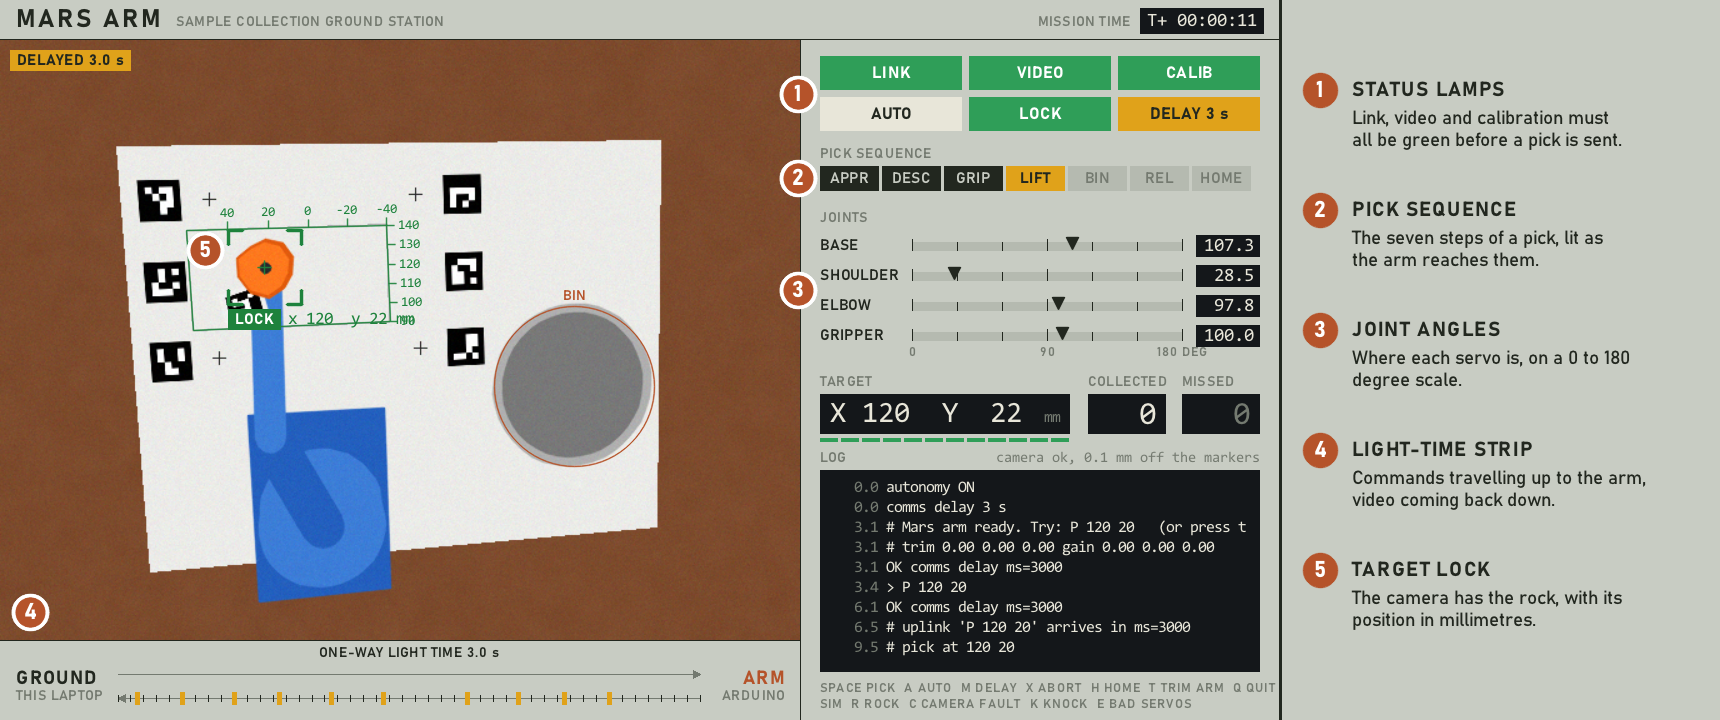 MARS ARM SAMPLE COLLECTION GROUND STATION
MISSION TIME T+ 00:00:11
DELAYED 3.0 s
40 20 0 -20 -40
140
130
120
110
100
90
5
LOCK x 120 y 22 mm
BIN
4
ONE-WAY LIGHT TIME 3.0 s
GROUND
THIS LAPTOP
ARM
ARDUINO
1
LINK VIDEO CALIB
AUTO LOCK DELAY 3 s
PICK SEQUENCE
2
APPR DESC GRIP LIFT BIN REL HOME
JOINTS
BASE 107.3
SHOULDER 28.5
3
ELBOW 97.8
GRIPPER 100.0
0 90 180 DEG
TARGET COLLECTED MISSED
X 120 Y 22 mm 0 0
LOG camera ok, 0.1 mm off the markers
0.0 autonomy ON
0.0 comms delay 3 s
3.1 # Mars arm ready. Try: P 120 20 (or press t
3.1 # trim 0.00 0.00 0.00 gain 0.00 0.00 0.00
3.1 OK comms delay ms=3000
3.4 > P 120 20
6.1 OK comms delay ms=3000
6.5 # uplink 'P 120 20' arrives in ms=3000
9.5 # pick at 120 20
SPACE PICK A AUTO M DELAY X ABORT H HOME T TRIM ARM Q QUIT
SIM R ROCK C CAMERA FAULT K KNOCK E BAD SERVOS
1 STATUS LAMPS
Link, video and calibration must
all be green before a pick is sent.
2 PICK SEQUENCE
The seven steps of a pick, lit as
the arm reaches them.
3 JOINT ANGLES
Where each servo is, on a 0 to 180
degree scale.
4 LIGHT-TIME STRIP
Commands travelling up to the arm,
video coming back down.
5 TARGET LOCK
The camera has the rock, with its
position in millimetres.